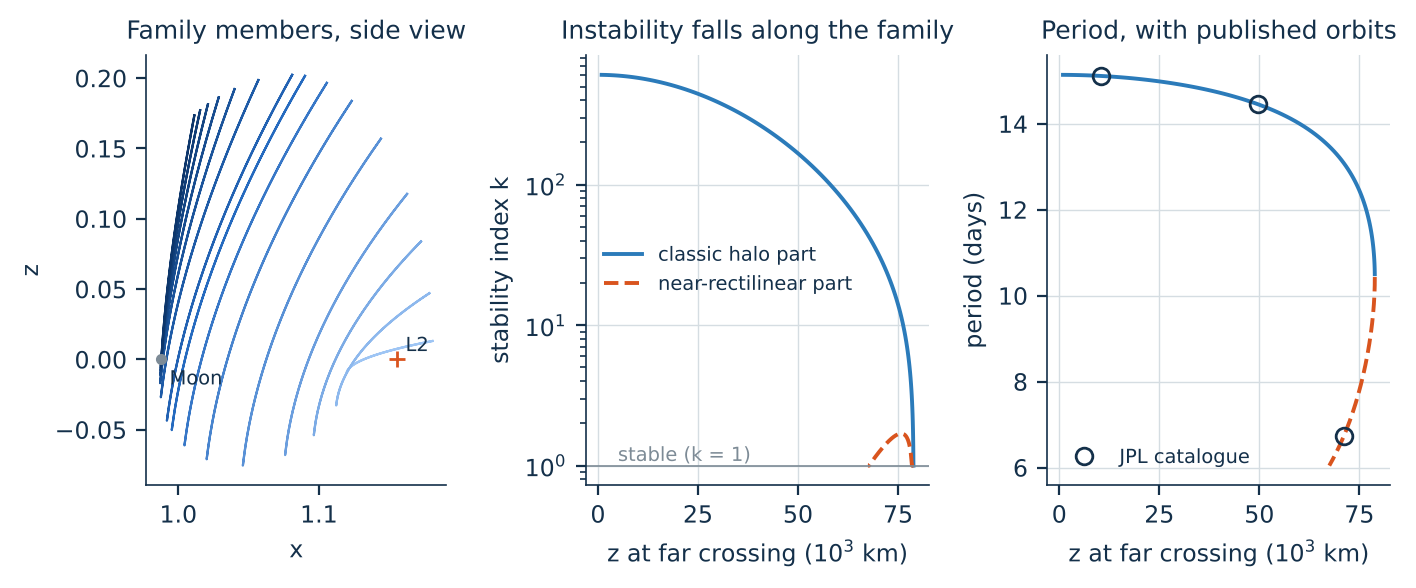 Family members, side view
0.20
0.15
0.10
0.05
0.00
−0.05
z
L2
Moon
1.0
1.1
x
Instability falls along the family
10²
10¹
10⁰
stability index k
classic halo part
near-rectilinear part
stable (k = 1)
0
25
50
75
z at far crossing (10³ km)
Period, with published orbits
14
12
10
8
6
period (days)
JPL catalogue
0
25
50
75
z at far crossing (10³ km)